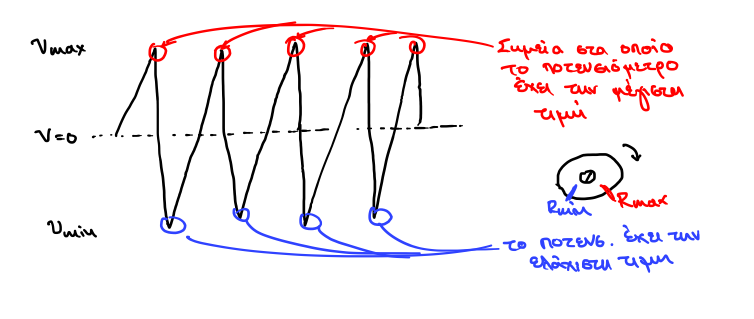 Vmax
Σημεία στα οποίο
το ποτενσιόμετρο
έχει την μέγιστη
τιμή
V=0
Rmin
Rmax
Vmin
το ποτενσ. έχει την
ελάχιστη τιμη